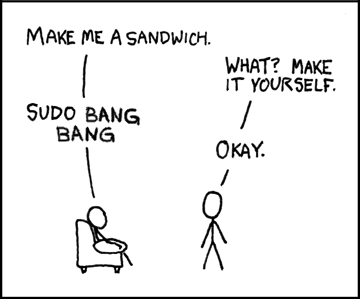 MAKE ME A SANDWICH.
WHAT? MAKE
IT YOURSELF.
SUDO BANG
BANG
OKAY.